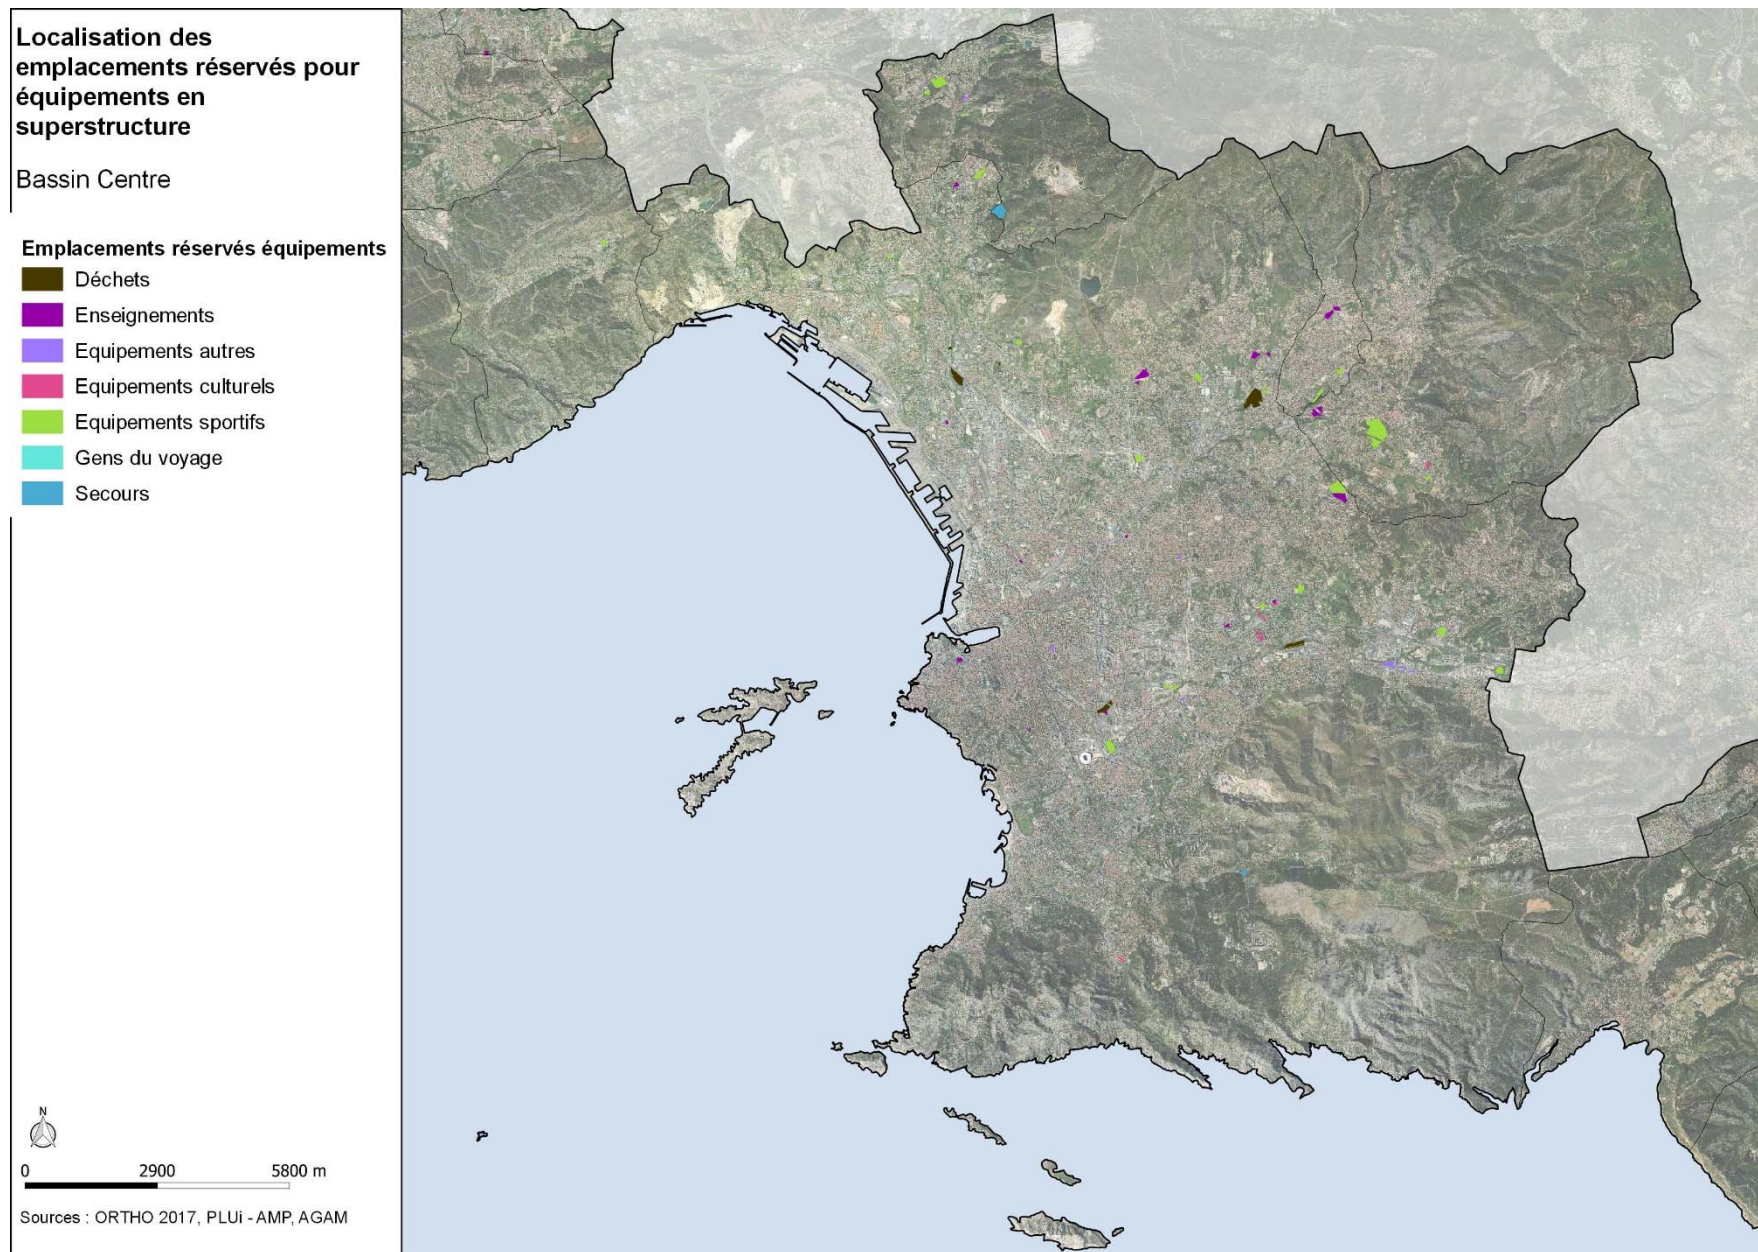 Localisation des
emplacements réservés pour
équipements en
superstructure
Bassin Centre
Emplacements réservés équipements
Déchets
Enseignements
Equipements autres
Equipements culturels
Equipements sportifs
Gens du voyage
Secours
N
0 2900 5800 m
Sources : ORTHO 2017, PLUi - AMP, AGAM